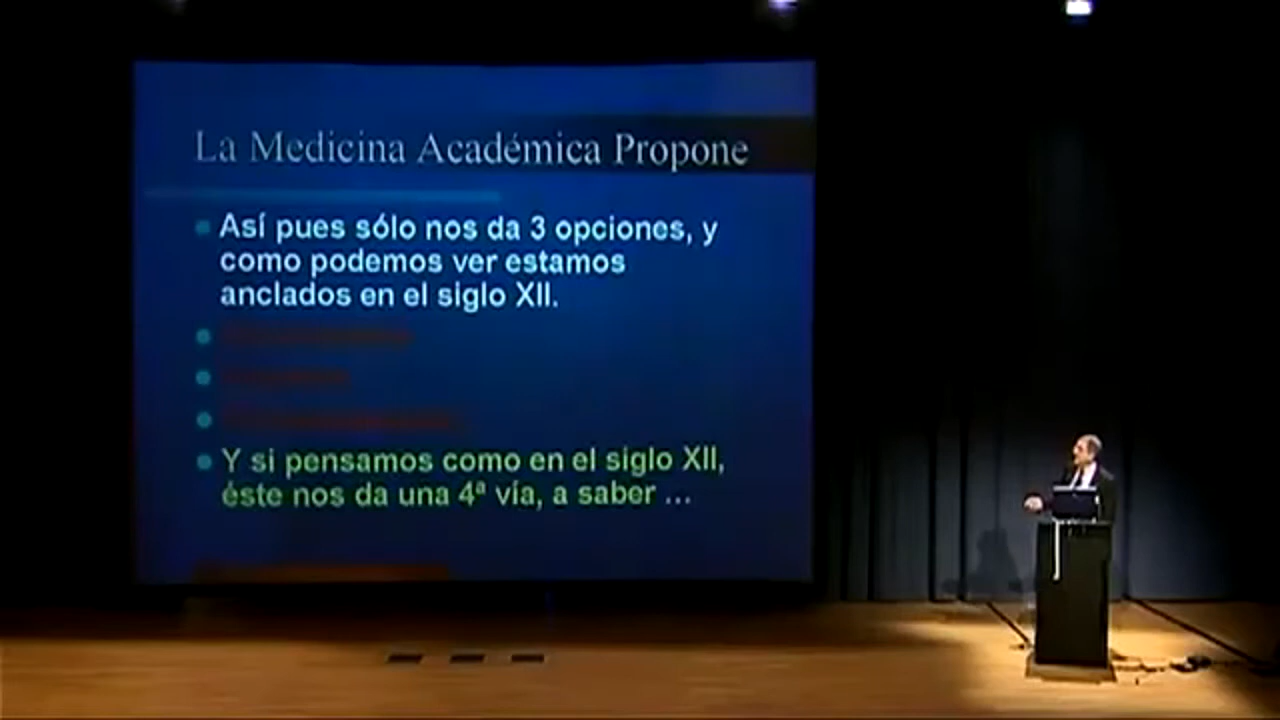 La Medicina Académica Propone
Así pues sólo nos da 3 opciones, y
como podemos ver estamos
anclados en el siglo XII.
Y si pensamos como en el siglo XII,
éste nos da una 4ª vía, a saber ...